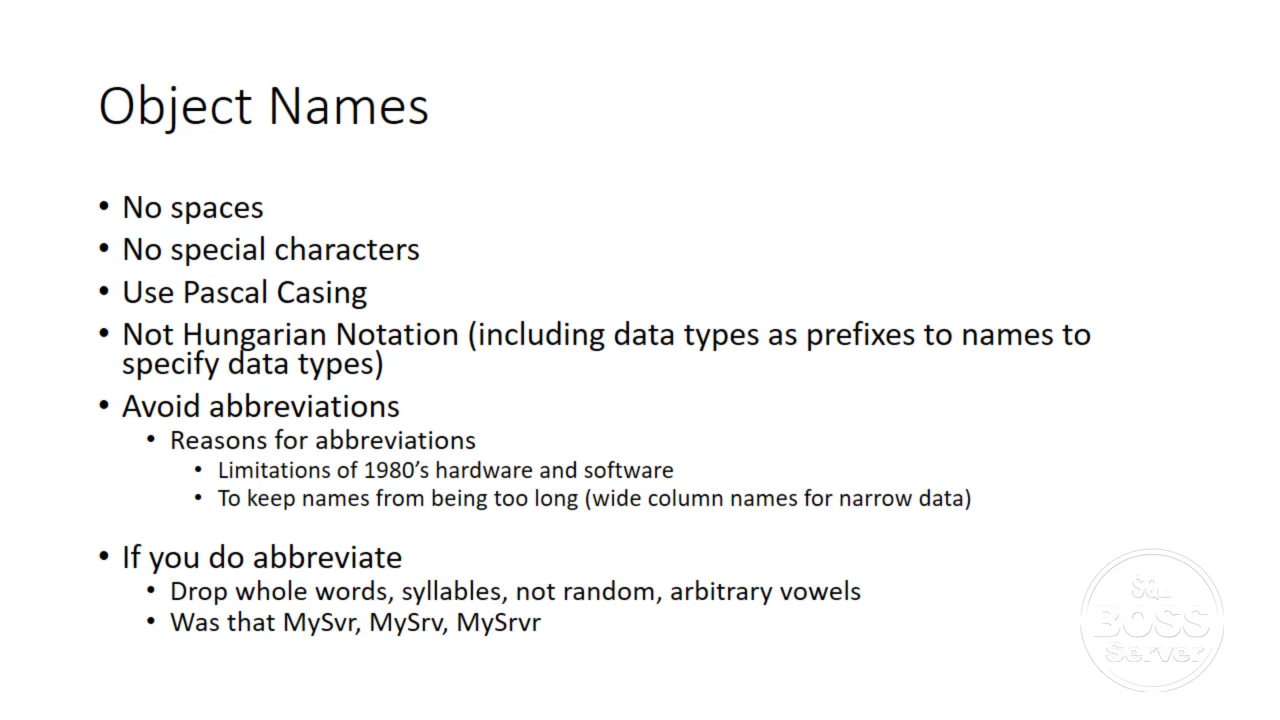 Object Names
• No spaces
• No special characters
• Use Pascal Casing
• Not Hungarian Notation (including data types as prefixes to names to
specify data types)
• Avoid abbreviations
• Reasons for abbreviations
• Limitations of 1980’s hardware and software
• To keep names from being too long (wide column names for narrow data)
• If you do abbreviate
• Drop whole words, syllables, not random, arbitrary vowels
• Was that MySvr, MySrv, MySrvr
SQL
BOSS
Server